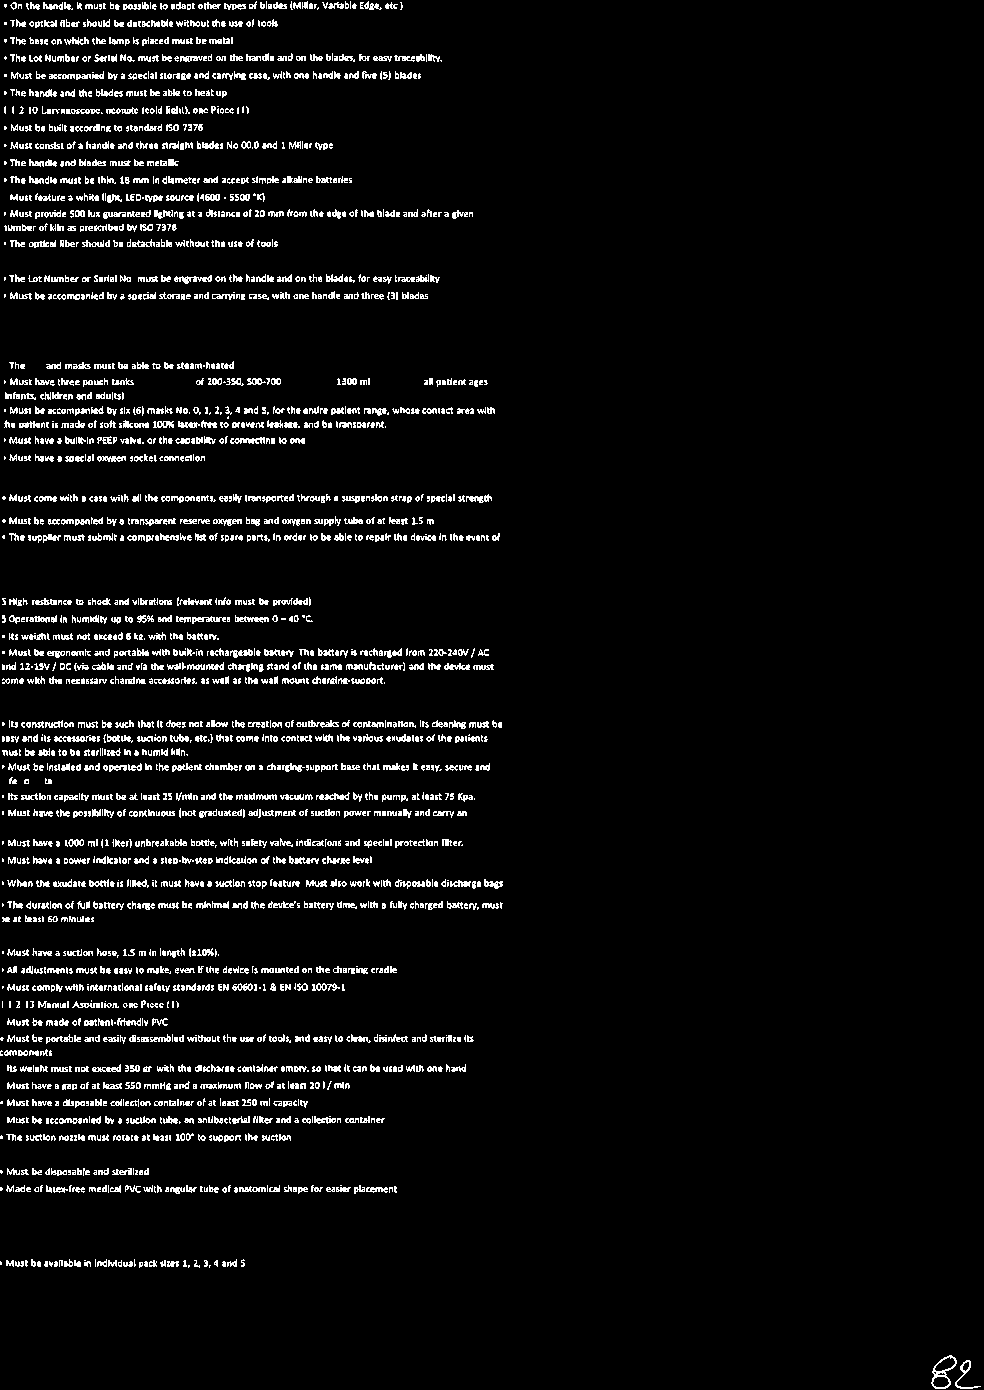 • On the handle, it must be possible to adapt other types of blades (Miller, Variable Edge, etc )
• The optical fiber should be detachable without the use of tools
• The base on which the lamp is placed must be metal
• The Lot Number or Serial No. must be engraved on the handle and on the blades, for easy traceability.
• Must be accompanied by a special storage and carrying case, with one handle and five (5) blades
• The handle and the blades must be able to heat up
1 1 2 10 Laryngoscope, neonate (cold light), one Piece (1)
• Must be built according to standard ISO 7376
• Must consist of a handle and three straight blades No 00.0 and 1 Miller type
• The handle and blades must be metallic
• The handle must be thin, 18 mm in diameter and accept simple alkaline batteries
Must feature a white light, LED-type source (4600 - 5500 °K)
• Must provide 500 lux guaranteed lighting at a distance of 20 mm from the edge of the blade and after a given
number of kiln as prescribed by ISO 7376
• The optical fiber should be detachable without the use of tools
• The Lot Number or Serial No must be engraved on the handle and on the blades, for easy traceability
• Must be accompanied by a special storage and carrying case, with one handle and three (3) blades
The and masks must be able to be steam-heated
• Must have three pouch tanks of 200-350, 500-700 1300 ml all patient ages
infants, children and adults)
• Must be accompanied by six (6) masks No. 0, 1, 2, 3, 4 and 5, for the entire patient range, whose contact area with
the patient is made of soft silicone 100% latex-free to prevent leakage, and be transparent.
• Must have a built-in PEEP valve, or the capability of connecting to one
• Must have a special oxygen socket connection
• Must come with a case with all the components, easily transported through a suspension strap of special strength
• Must be accompanied by a transparent reserve oxygen bag and oxygen supply tube of at least 1.5 m
• The supplier must submit a comprehensive list of spare parts, in order to be able to repair the device in the event of
§ High resistance to shock and vibrations (relevant info must be provided)
§ Operational in humidity up to 95% and temperatures between 0 – 40 °C.
• Its weight must not exceed 6 kg, with the battery.
• Must be ergonomic and portable with built-in rechargeable battery The battery is recharged from 220-240V / AC
and 12-15V / DC (via cable and via the wall-mounted charging stand of the same manufacturer) and the device must
come with the necessary charging accessories, as well as the wall mount charging-support.
• Its construction must be such that it does not allow the creation of outbreaks of contamination. Its cleaning must be
easy and its accessories (bottle, suction tube, etc.) that come into contact with the various exudates of the patients
must be able to be sterilized in a humid kiln.
• Must be installed and operated in the patient chamber on a charging-support base that makes it easy, secure and
• Its suction capacity must be at least 25 l/min and the maximum vacuum reached by the pump, at least 75 Kpa.
• Must have the possibility of continuous (not graduated) adjustment of suction power manually and carry an
• Must have a 1000 ml (1 liter) unbreakable bottle, with safety valve, indications and special protection filter.
• Must have a power indicator and a step-by-step indication of the battery charge level
• When the exudate bottle is filled, it must have a suction stop feature Must also work with disposable discharge bags
• The duration of full battery charge must be minimal and the device's battery time, with a fully charged battery, must
be at least 60 minutes
• Must have a suction hose, 1.5 m in length (±10%).
• All adjustments must be easy to make, even if the device is mounted on the charging cradle
• Must comply with international safety standards EN 60601-1 & EN ISO 10079-1
1 1 2 13 Manual Aspiration, one Piece (1)
Must be made of patient-friendly PVC
• Must be portable and easily disassembled without the use of tools, and easy to clean, disinfect and sterilize its
components
Its weight must not exceed 350 gr with the discharge container empty, so that it can be used with one hand
Must have a gap of at least 550 mmHg and a maximum flow of at least 20 l / min
• Must have a disposable collection container of at least 250 ml capacity
Must be accompanied by a suction tube, an antibacterial filter and a collection container
• The suction nozzle must rotate at least 100° to support the suction
• Must be disposable and sterilized
• Made of latex-free medical PVC with angular tube of anatomical shape for easier placement
• Must be available in individual pack sizes 1, 2, 3, 4 and 5
82